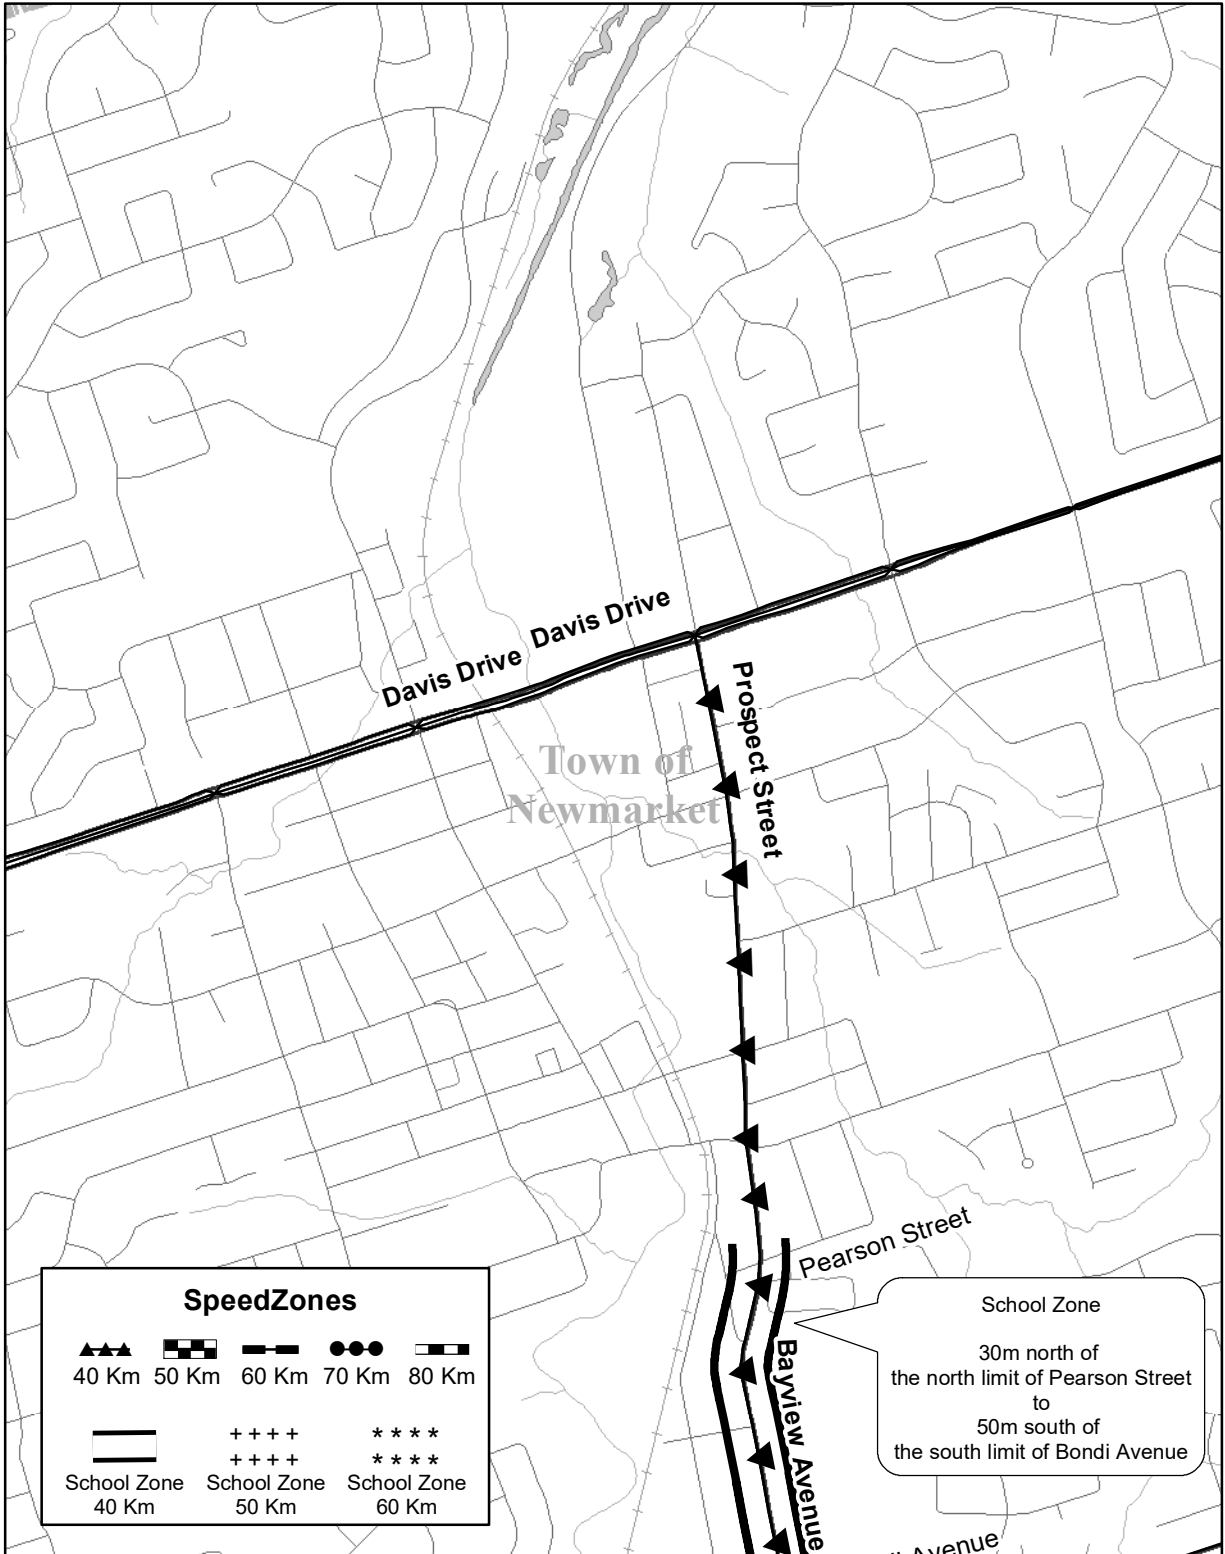 Davis Drive
Davis Drive
Prospect Street
Town of
Newmarket
Pearson Street
Bayview Avenue
School Zone
30m north of
the north limit of Pearson Street
to
50m south of
the south limit of Bondi Avenue
SpeedZones
40 Km 50 Km 60 Km 70 Km 80 Km
+ + + + * * * *
+ + + + * * * *
School Zone School Zone School Zone
40 Km 50 Km 60 Km
Avenue